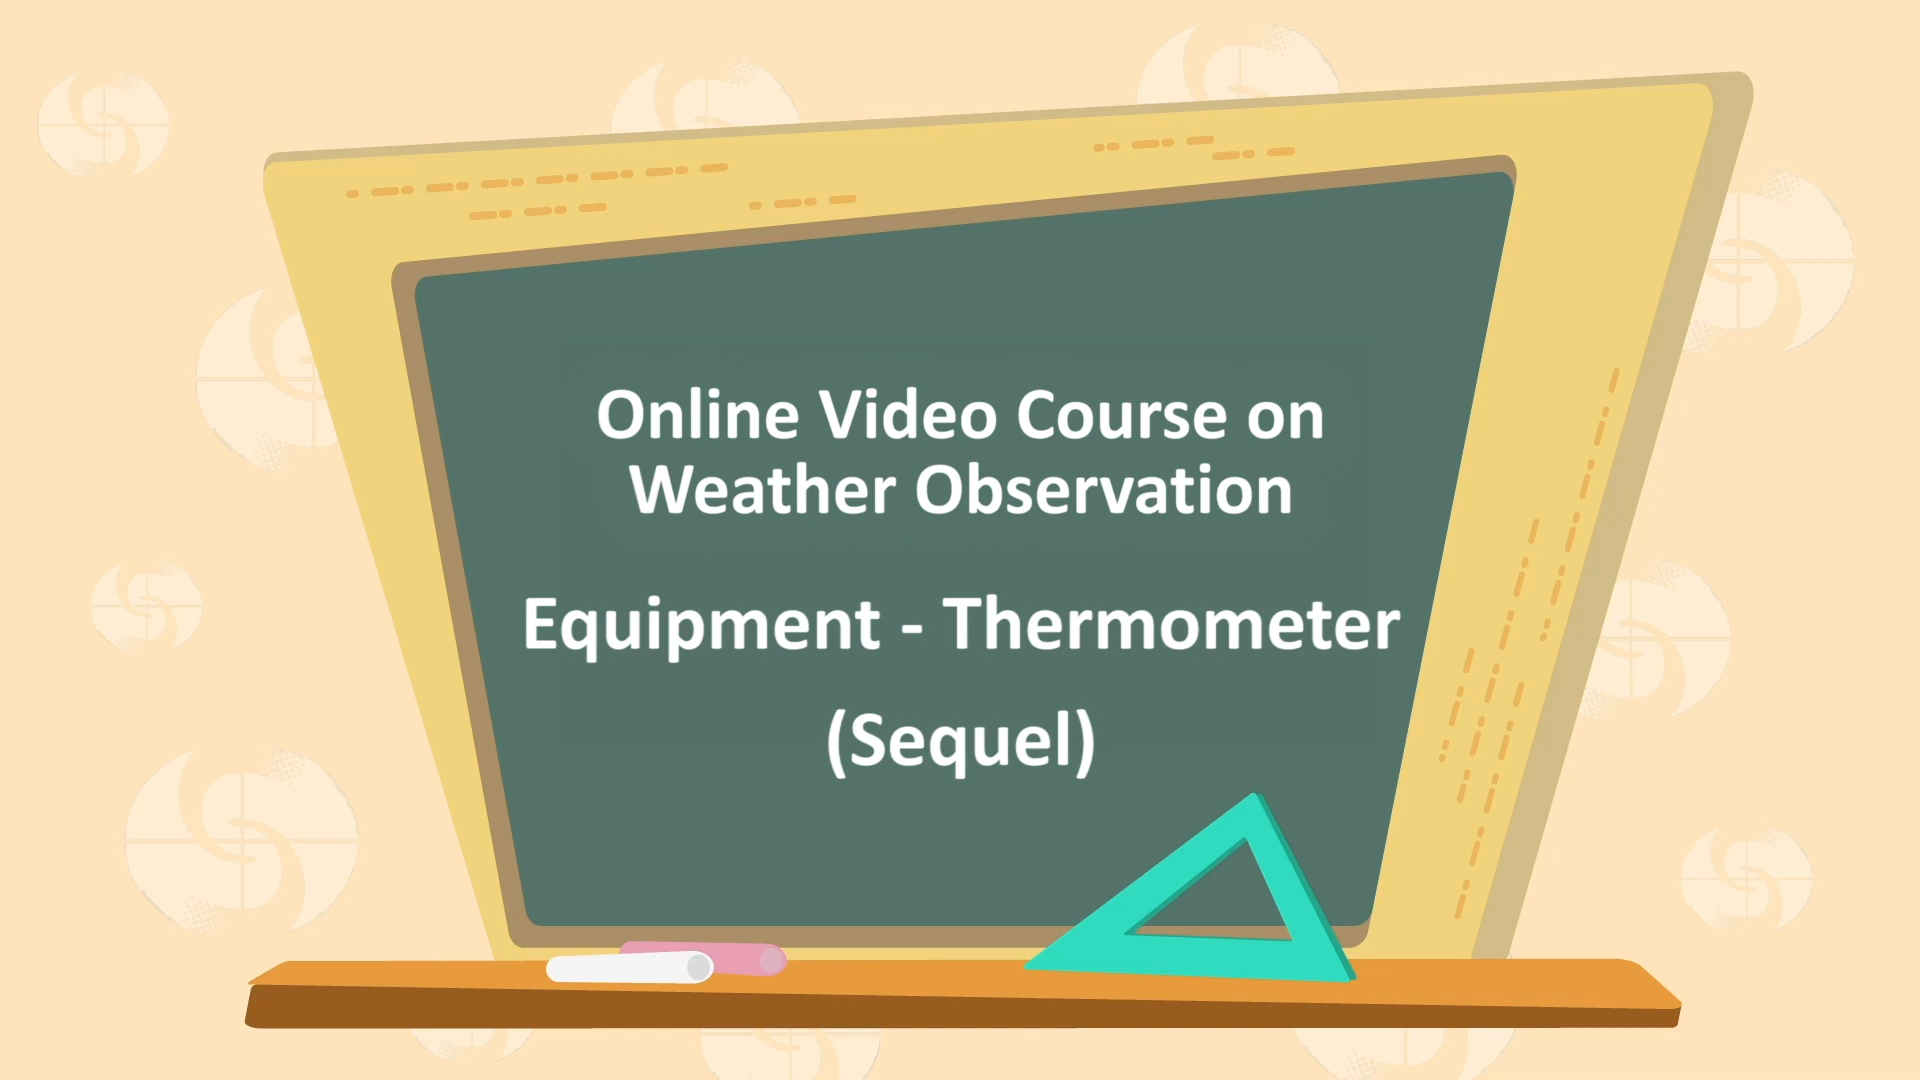 Online Video Course on
Weather Observation
Equipment - Thermometer
(Sequel)